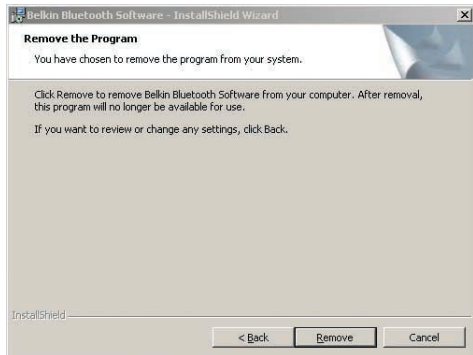 Belkin Bluetooth Software - InstallShield Wizard
Remove the Program
You have chosen to remove the program from your system.
Click Remove to remove Belkin Bluetooth Software from your computer. After removal,
this program will no longer be available for use.
If you want to review or change any settings, click Back.
InstallShield
< Back Remove Cancel